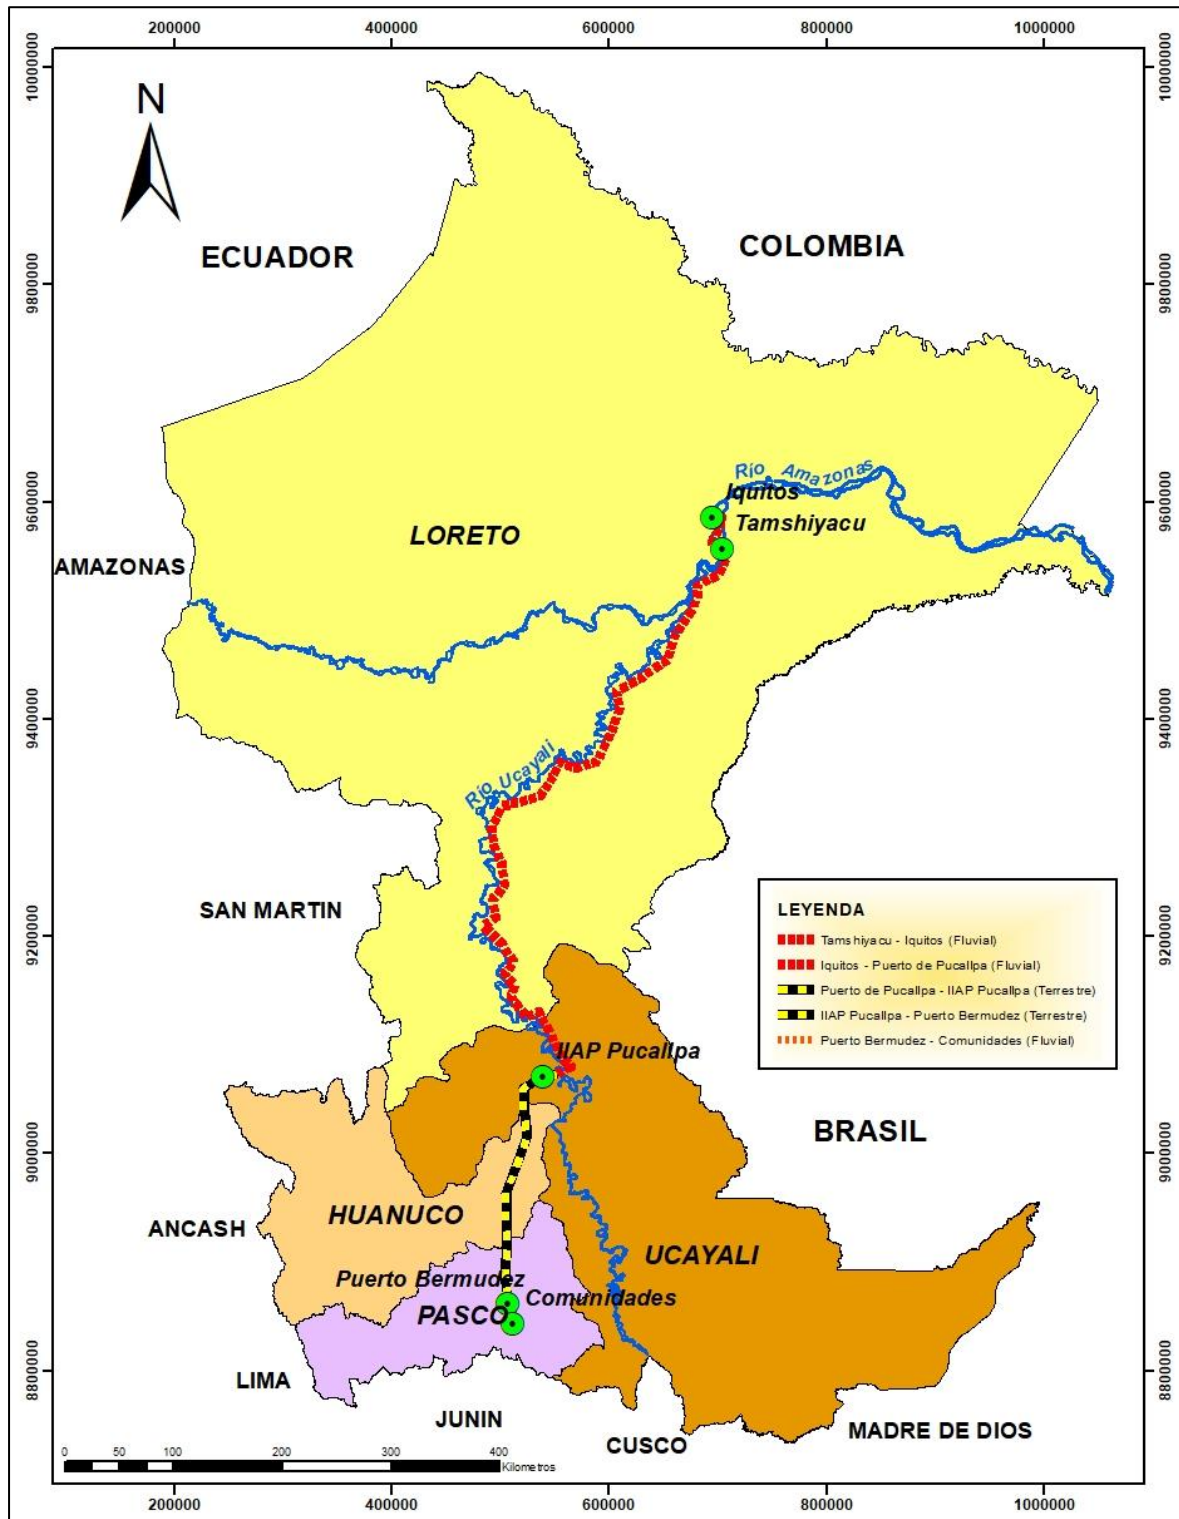 200000 400000 600000 800000 1000000
10000000 10000000
N
ECUADOR
COLOMBIA
9800000 9800000
Río Amazonas
Iquitos
9600000 9600000
Tamshiyacu
LORETO
AMAZONAS
9400000 9400000
Río Ucayali
SAN MARTIN
9200000 9200000
LEYENDA
Tamshiyacu - Iquitos (Fluvial)
Iquitos - Puerto de Pucallpa (Fluvial)
Puerto de Pucallpa - IIAP Pucallpa (Terrestre)
IIAP Pucallpa - Puerto Bermudez (Terrestre)
Puerto Bermudez - Comunidades (Fluvial)
IIAP Pucallpa
BRASIL
9000000 9000000
ANCASH
HUANUCO
UCAYALI
Puerto Bermudez
Comunidades
PASCO
8800000 8800000
LIMA
JUNIN
CUSCO
MADRE DE DIOS
0 50 100 200 300 400
Kilometros
200000 400000 600000 800000 1000000